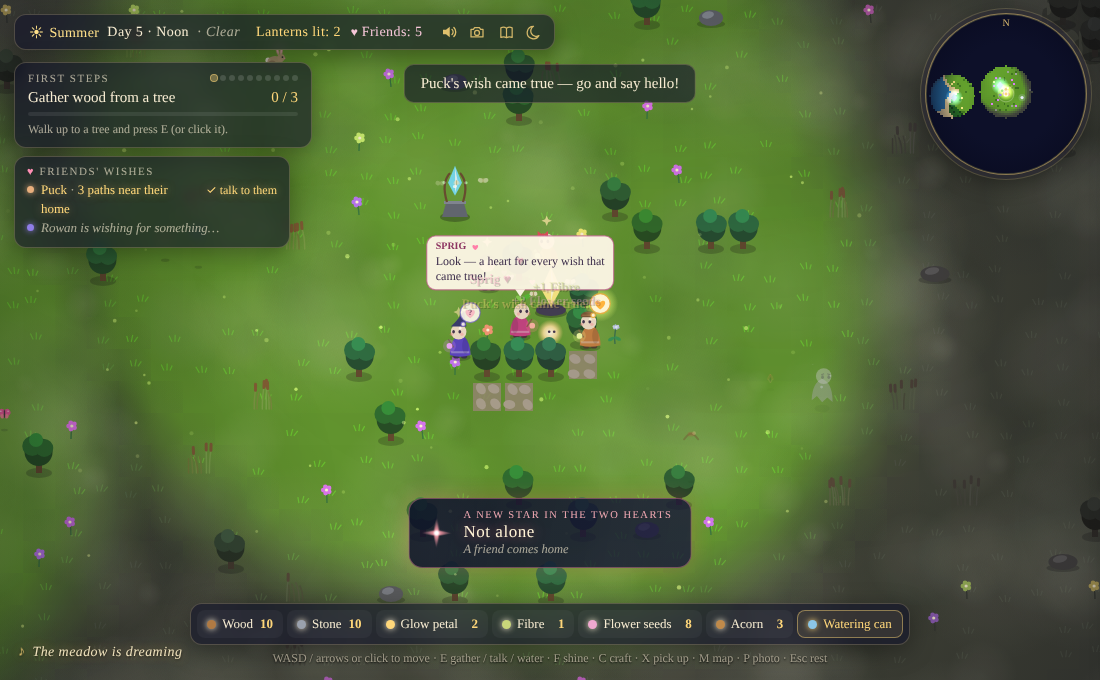 Summer Day 5 · Noon · Clear Lanterns lit: 2 ♥ Friends: 5
N
FIRST STEPS
Gather wood from a tree 0 / 3
Walk up to a tree and press E (or click it).
Puck's wish came true — go and say hello!
♥ FRIENDS' WISHES
Puck · 3 paths near their home ✓ talk to them
Rowan is wishing for something…
SPRIG ♥
Look — a heart for every wish that
came true!
Sprig ♥
+1 Fibre
A NEW STAR IN THE TWO HEARTS
Not alone
A friend comes home
Wood 10 Stone 10 Glow petal 2 Fibre 1 Flower seeds 8 Acorn 3 Watering can
♪ The meadow is dreaming
WASD / arrows or click to move · E gather / talk / water · F shine · C craft · X pick up · M map · P photo · Esc rest